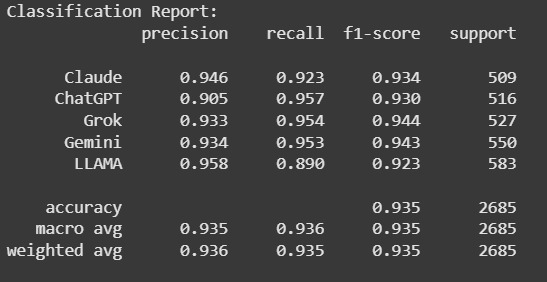 Classification Report:
precision recall f1-score support
Claude 0.946 0.923 0.934 509
ChatGPT 0.905 0.957 0.930 516
Grok 0.933 0.954 0.944 527
Gemini 0.934 0.953 0.943 550
LLAMA 0.958 0.890 0.923 583
accuracy 0.935 2685
macro avg 0.935 0.936 0.935 2685
weighted avg 0.936 0.935 0.935 2685